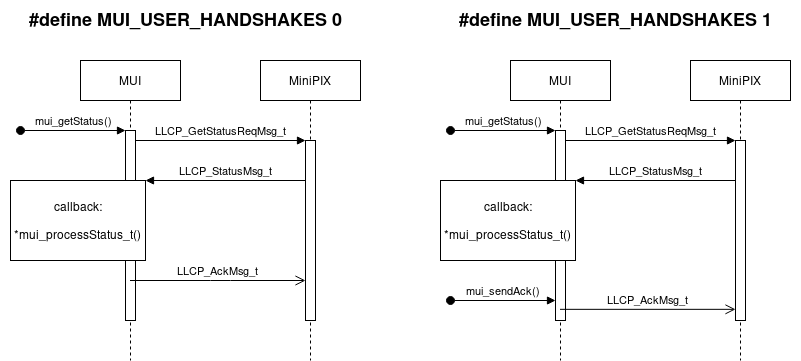 #define MUI_USER_HANDSHAKES 0
MUI
MiniPIX
mui_getStatus()
LLCP_GetStatusReqMsg_t
LLCP_StatusMsg_t
callback:
*mui_processStatus_t()
LLCP_AckMsg_t
#define MUI_USER_HANDSHAKES 1
MUI
MiniPIX
mui_getStatus()
LLCP_GetStatusReqMsg_t
LLCP_StatusMsg_t
callback:
*mui_processStatus_t()
mui_sendAck()
LLCP_AckMsg_t